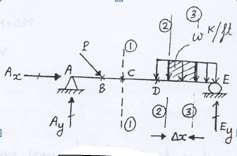 ① ② ③ w K/ft
P
Ax A B C D E
① ② ③
Ay Δx Ey